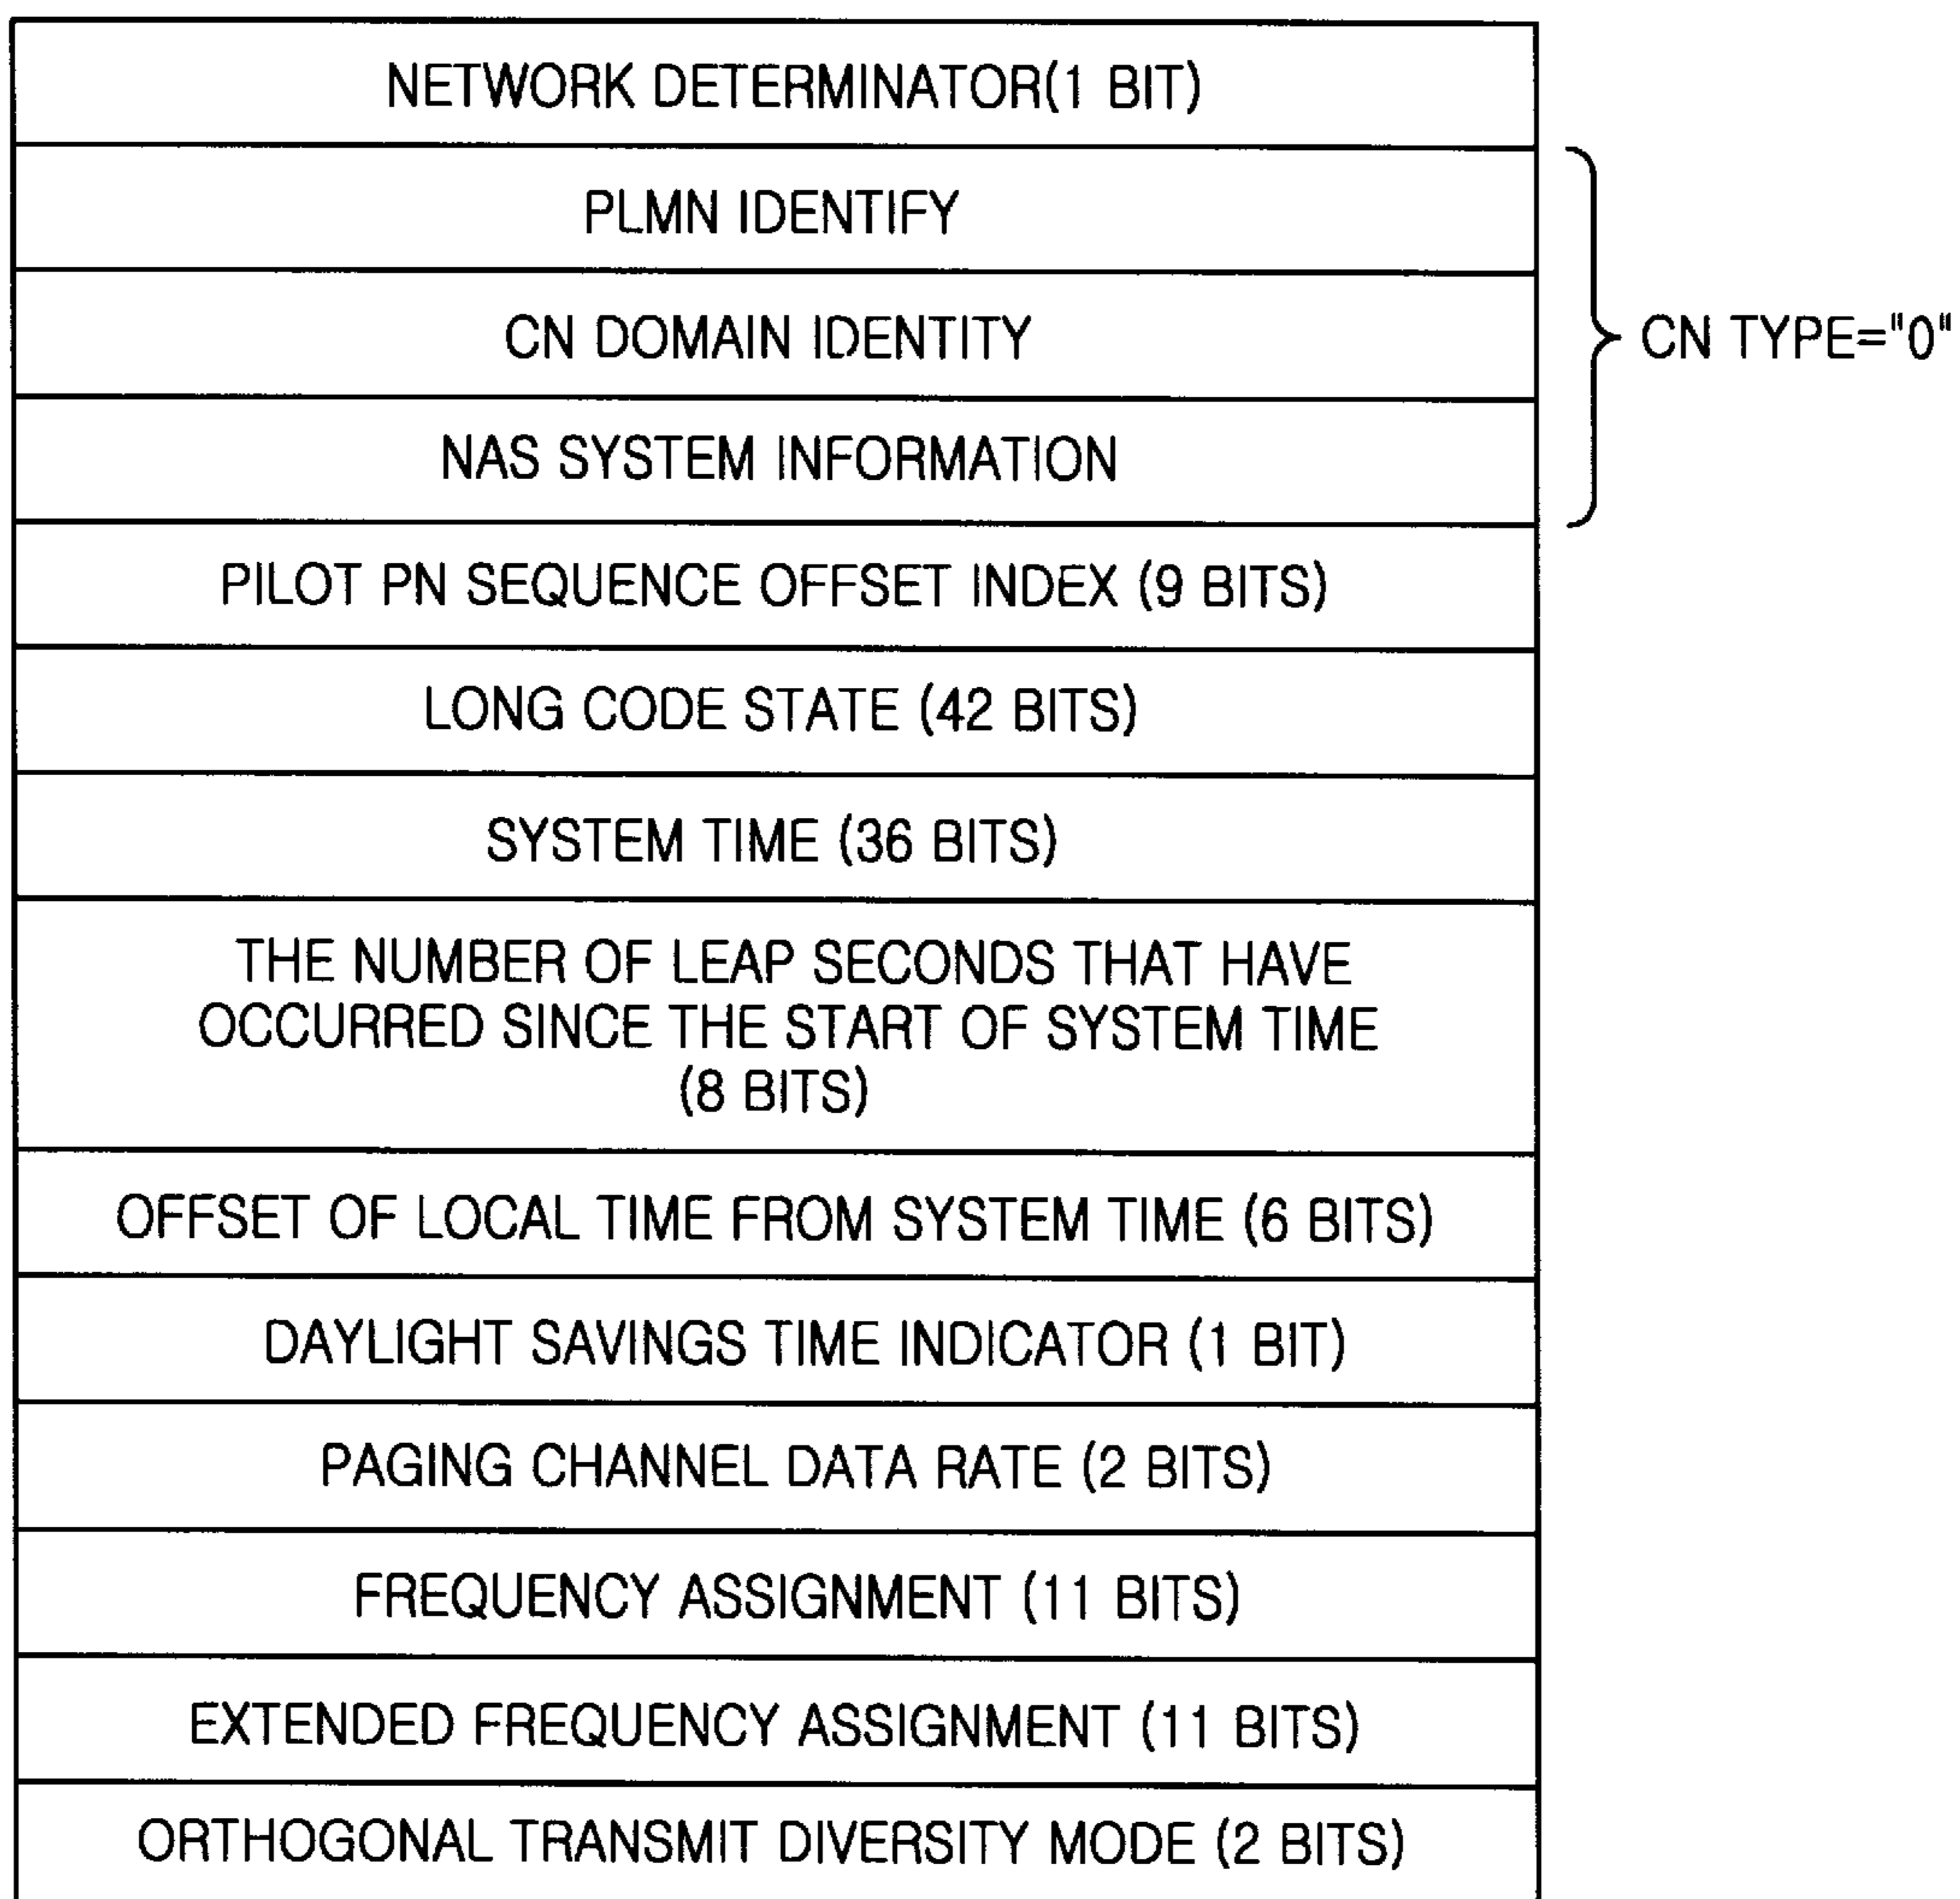 NETWORK DETERMINATOR(1 BIT)
PLMN IDENTIFY
CN DOMAIN IDENTITY
NAS SYSTEM INFORMATION
CN TYPE="0"
PILOT PN SEQUENCE OFFSET INDEX (9 BITS)
LONG CODE STATE (42 BITS)
SYSTEM TIME (36 BITS)
THE NUMBER OF LEAP SECONDS THAT HAVE
OCCURRED SINCE THE START OF SYSTEM TIME
(8 BITS)
OFFSET OF LOCAL TIME FROM SYSTEM TIME (6 BITS)
DAYLIGHT SAVINGS TIME INDICATOR (1 BIT)
PAGING CHANNEL DATA RATE (2 BITS)
FREQUENCY ASSIGNMENT (11 BITS)
EXTENDED FREQUENCY ASSIGNMENT (11 BITS)
ORTHOGONAL TRANSMIT DIVERSITY MODE (2 BITS)